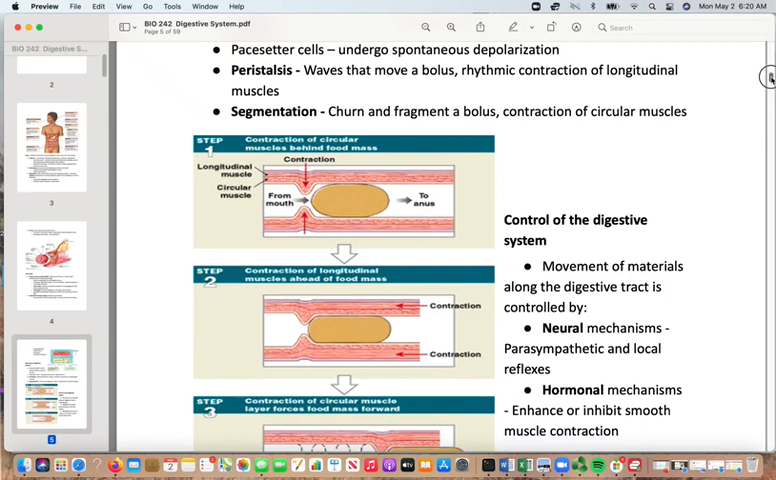 Preview File Edit View Go Tools Window Help
Mon May 2 6:20 AM
BIO 242 Digestive System.pdf
Page 5 of 59
Search
BIO 242 Digestive S...
2
3
4
5
● Pacesetter cells – undergo spontaneous depolarization
● Peristalsis - Waves that move a bolus, rhythmic contraction of longitudinal
muscles
● Segmentation - Churn and fragment a bolus, contraction of circular muscles
STEP
1
Contraction of circular
muscles behind food mass
Contraction
Longitudinal
muscle
Circular
muscle
From
mouth
To
anus
STEP
2
Contraction of longitudinal
muscles ahead of food mass
Contraction
Contraction
STEP
3
Contraction of circular muscle
layer forces food mass forward
Control of the digestive
system
● Movement of materials
along the digestive tract is
controlled by:
● Neural mechanisms -
Parasympathetic and local
reflexes
● Hormonal mechanisms
- Enhance or inhibit smooth
muscle contraction